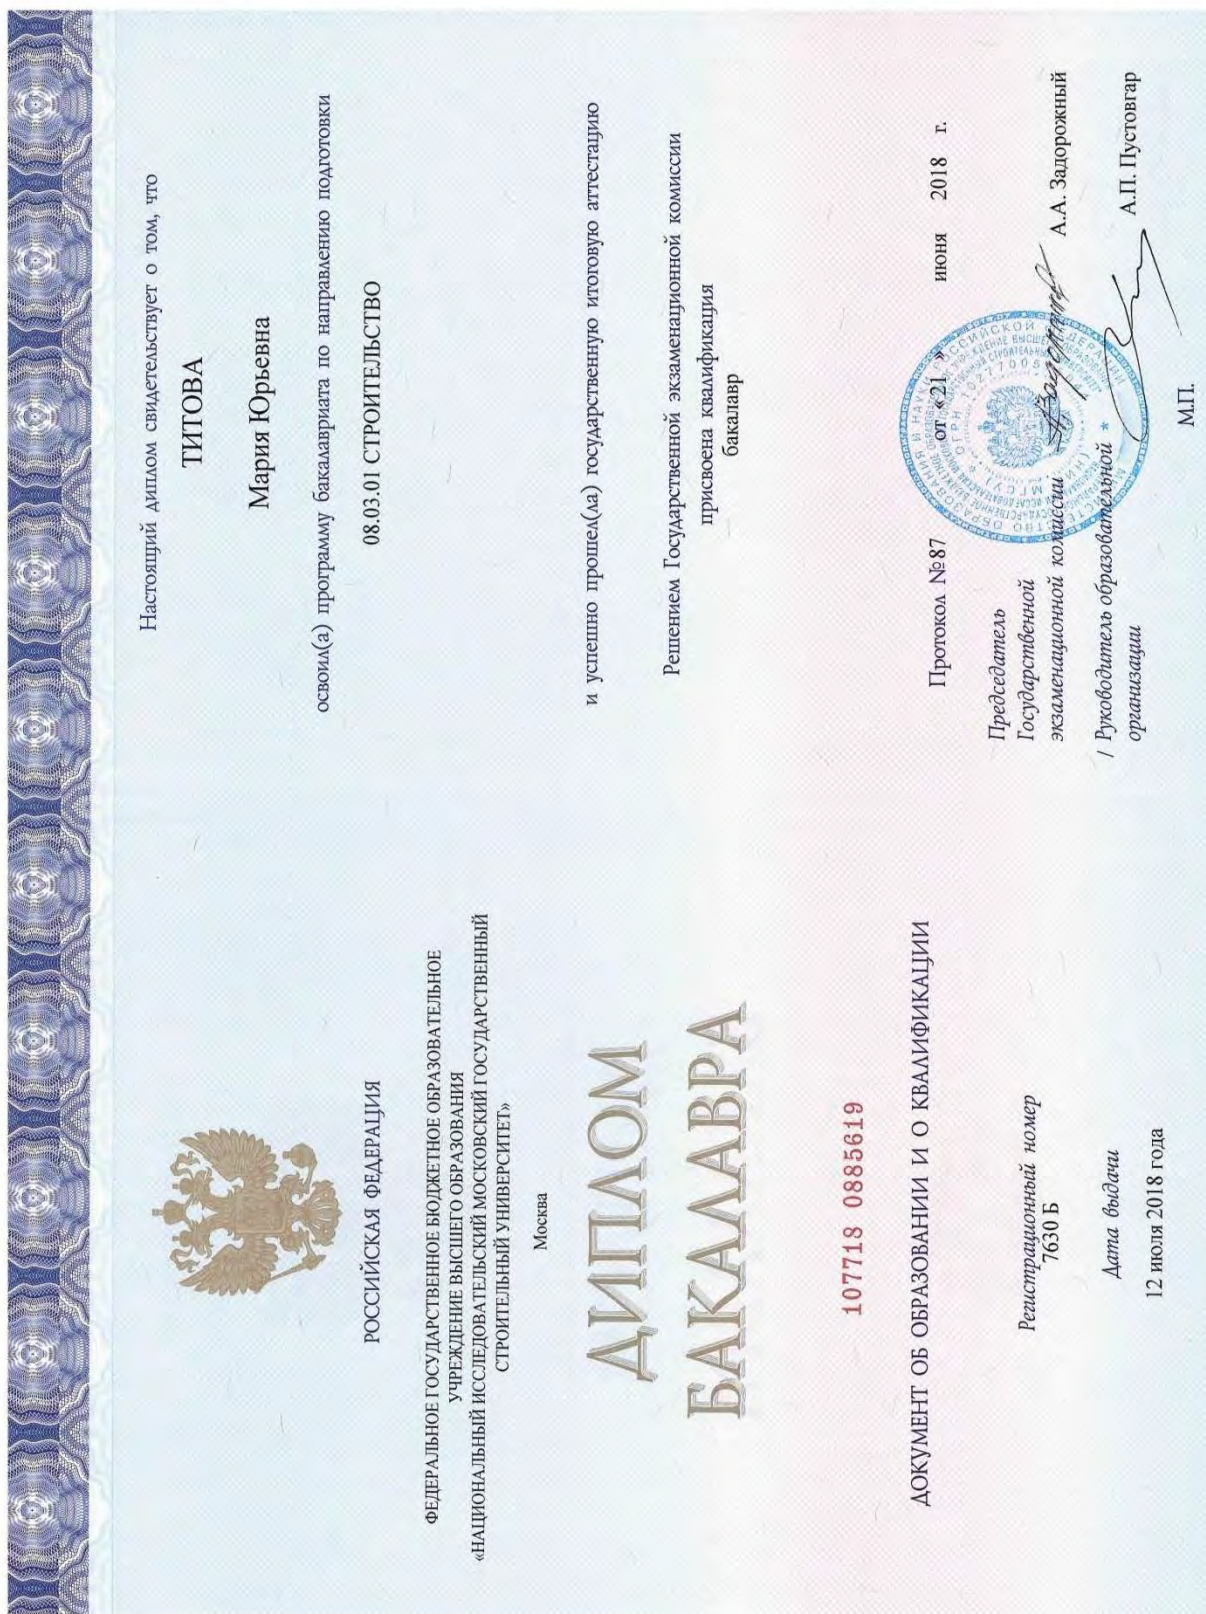 РОССИЙСКАЯ ФЕДЕРАЦИЯ
ФЕДЕРАЛЬНОЕ ГОСУДАРСТВЕННОЕ БЮДЖЕТНОЕ ОБРАЗОВАТЕЛЬНОЕ
УЧРЕЖДЕНИЕ ВЫСШЕГО ОБРАЗОВАНИЯ
«НАЦИОНАЛЬНЫЙ ИССЛЕДОВАТЕЛЬСКИЙ МОСКОВСКИЙ ГОСУДАРСТВЕННЫЙ
СТРОИТЕЛЬНЫЙ УНИВЕРСИТЕТ»
Москва
ДИПЛОМ
БАКАЛАВРА
107718 0885619
ДОКУМЕНТ ОБ ОБРАЗОВАНИИ И О КВАЛИФИКАЦИИ
Регистрационный номер
7630 Б
Дата выдачи
12 июля 2018 года
Настоящий диплом свидетельствует о том, что
ТИТОВА
Мария Юрьевна
освоил(а) программу бакалавриата по направлению подготовки
08.03.01 СТРОИТЕЛЬСТВО
и успешно прошел(ла) государственную итоговую аттестацию
Решением Государственной экзаменационной комиссии
присвоена квалификация
бакалавр
Протокол №87 от «21 » июня 2018 г.
Председатель
Государственной
экзаменационной комиссии А.А. Задорожный
/ Руководитель образовательной
организации А.П. Пустовгар
М.П.